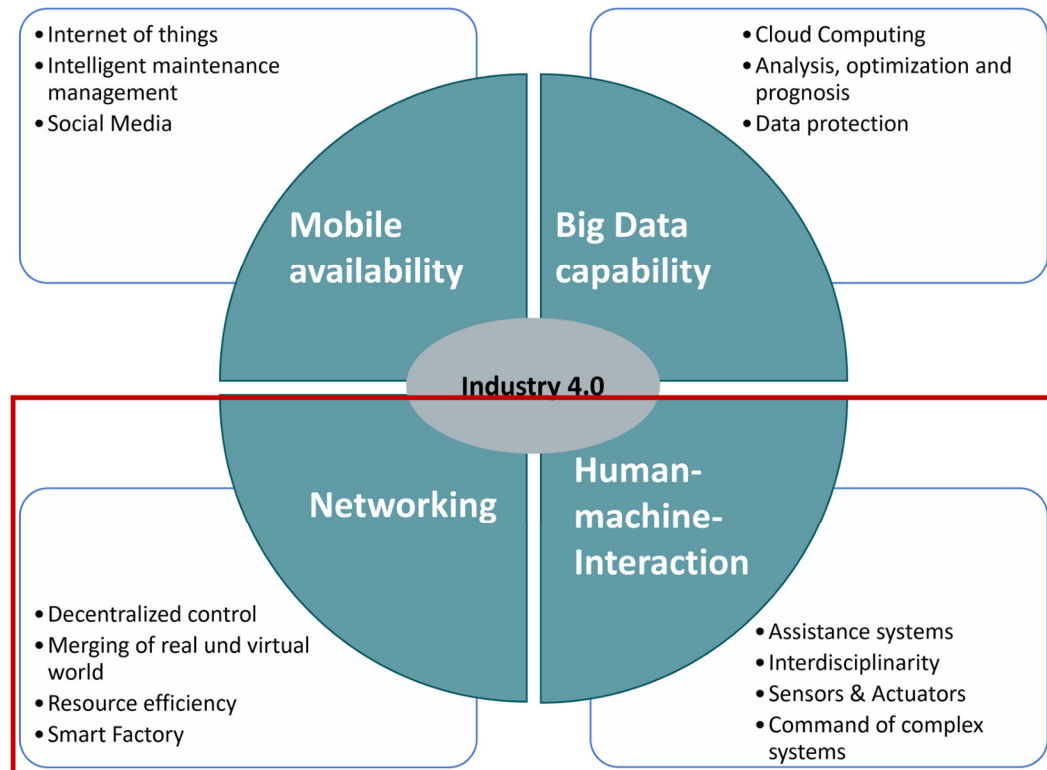 • Internet of things
• Intelligent maintenance
management
• Social Media
• Cloud Computing
• Analysis, optimization and
prognosis
• Data protection
Mobile
availability
Big Data
capability
Industry 4.0
Networking
Human-
machine-
Interaction
• Decentralized control
• Merging of real und virtual
world
• Resource efficiency
• Smart Factory
• Assistance systems
• Interdisciplinarity
• Sensors & Actuators
• Command of complex
systems